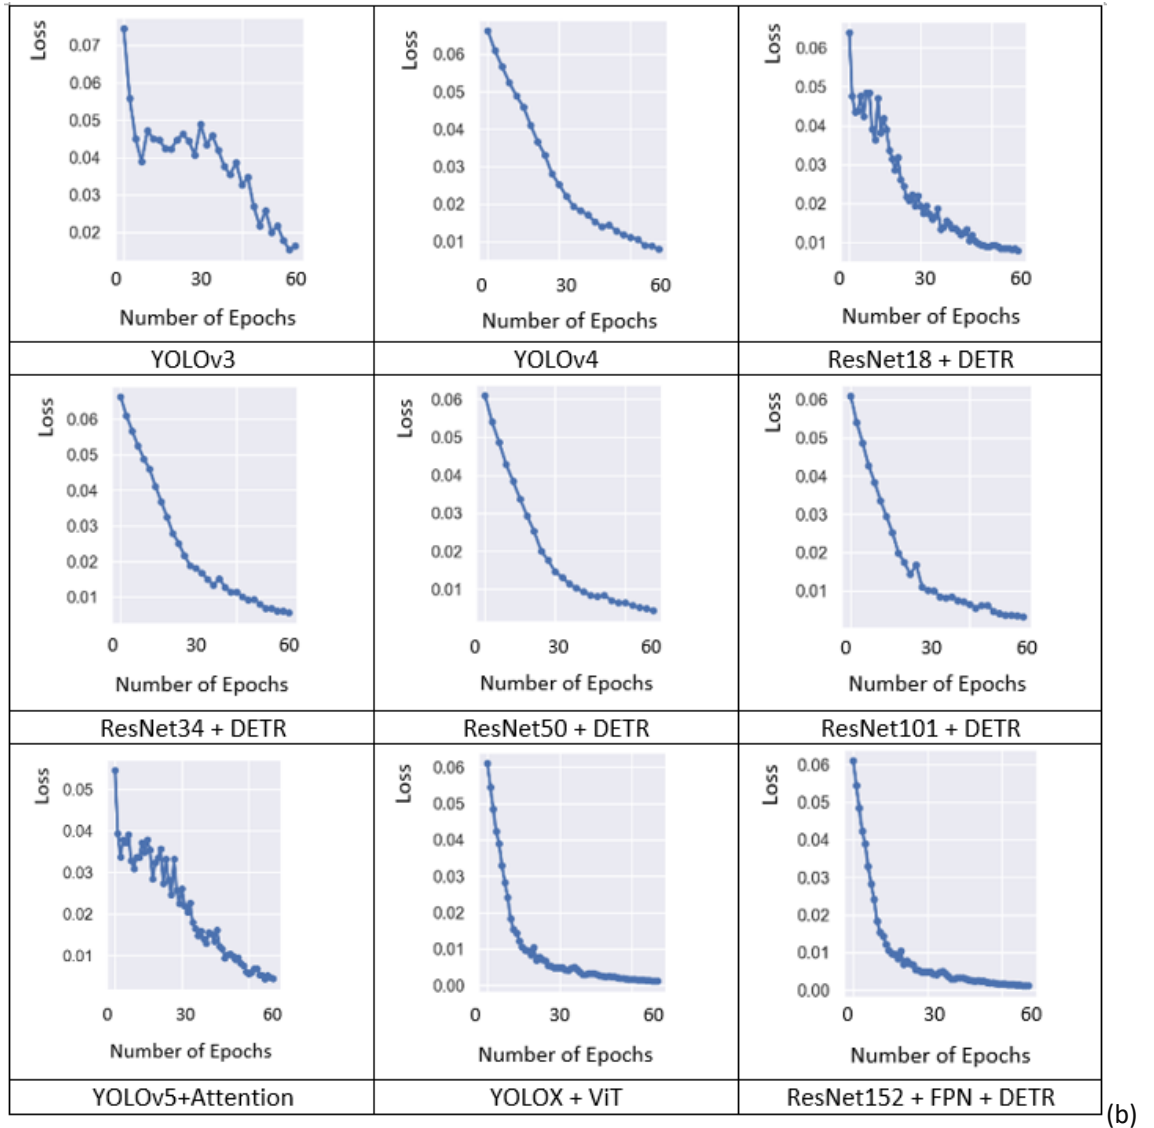 Loss
0.07
0.06
0.05
0.04
0.03
0.02
0 30 60
Number of Epochs
YOLOv3
Loss
0.06
0.05
0.04
0.03
0.02
0.01
0 30 60
Number of Epochs
YOLOv4
Loss
0.06
0.05
0.04
0.03
0.02
0.01
0 30 60
Number of Epochs
ResNet18 + DETR
Loss
0.06
0.05
0.04
0.03
0.02
0.01
0 30 60
Number of Epochs
ResNet34 + DETR
Loss
0.06
0.05
0.04
0.03
0.02
0.01
0 30 60
Number of Epochs
ResNet50 + DETR
Loss
0.06
0.05
0.04
0.03
0.02
0.01
0 30 60
Number of Epochs
ResNet101 + DETR
Loss
0.05
0.04
0.03
0.02
0.01
0 30 60
Number of Epochs
YOLOv5+Attention
Loss
0.06
0.05
0.04
0.03
0.02
0.01
0.00
0 30 60
Number of Epochs
YOLOX + ViT
Loss
0.06
0.05
0.04
0.03
0.02
0.01
0.00
0 30 60
Number of Epochs
ResNet152 + FPN + DETR
(b)